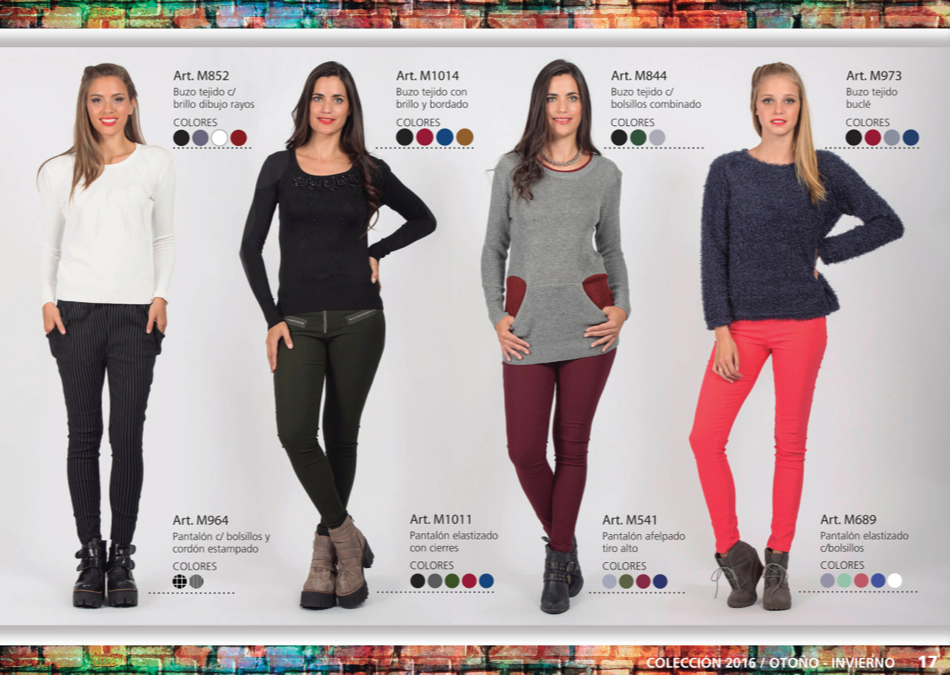 Art. M852
Buzo tejido c/
brillo dibujo rayos
COLORES
Art. M1014
Buzo tejido con
brillo y bordado
COLORES
Art. M844
Buzo tejido c/
bolsillos combinado
COLORES
Art. M973
Buzo tejido
buclé
COLORES
Art. M964
Pantalón c/ bolsillos y
cordón estampado
COLORES
Art. M1011
Pantalón elastizado
con cierres
COLORES
Art. M541
Pantalón afelpado
tiro alto
COLORES
Art. M689
Pantalón elastizado
c/bolsillos
COLORES
COLECCIÓN 2016 / OTOÑO - INVIERNO 17